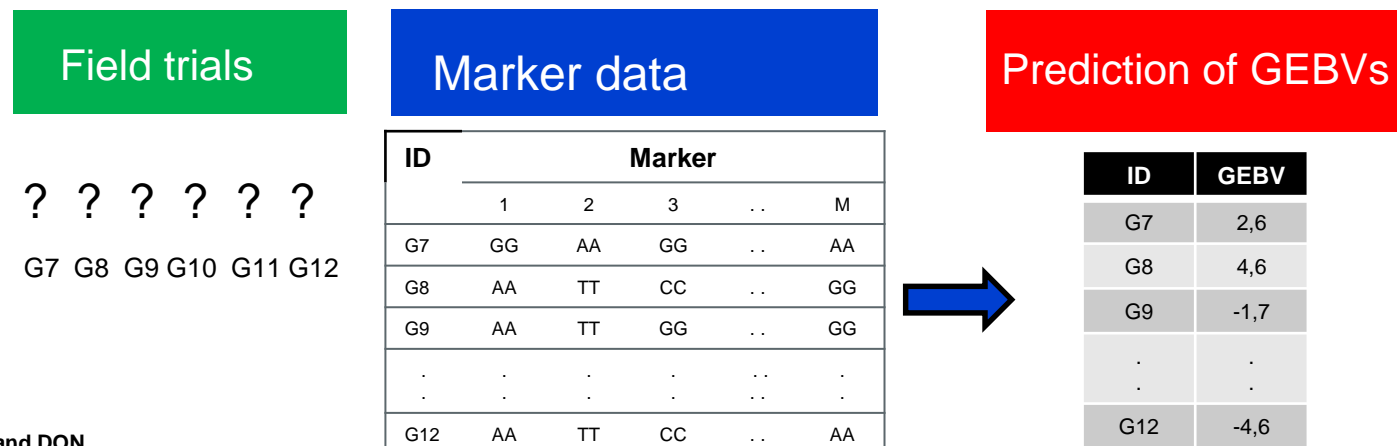 Field trials
Marker data
Prediction of GEBVs
? ? ? ? ? ?
G7 G8 G9 G10 G11 G12
ID Marker
1 2 3 . . M
G7 GG AA GG . . AA
G8 AA TT CC . . GG
G9 AA TT GG . . GG
. . . . . . .
. . . . . . .
G12 AA TT CC . . AA
ID GEBV
G7 2,6
G8 4,6
G9 -1,7
. .
. .
G12 -4,6
and DON